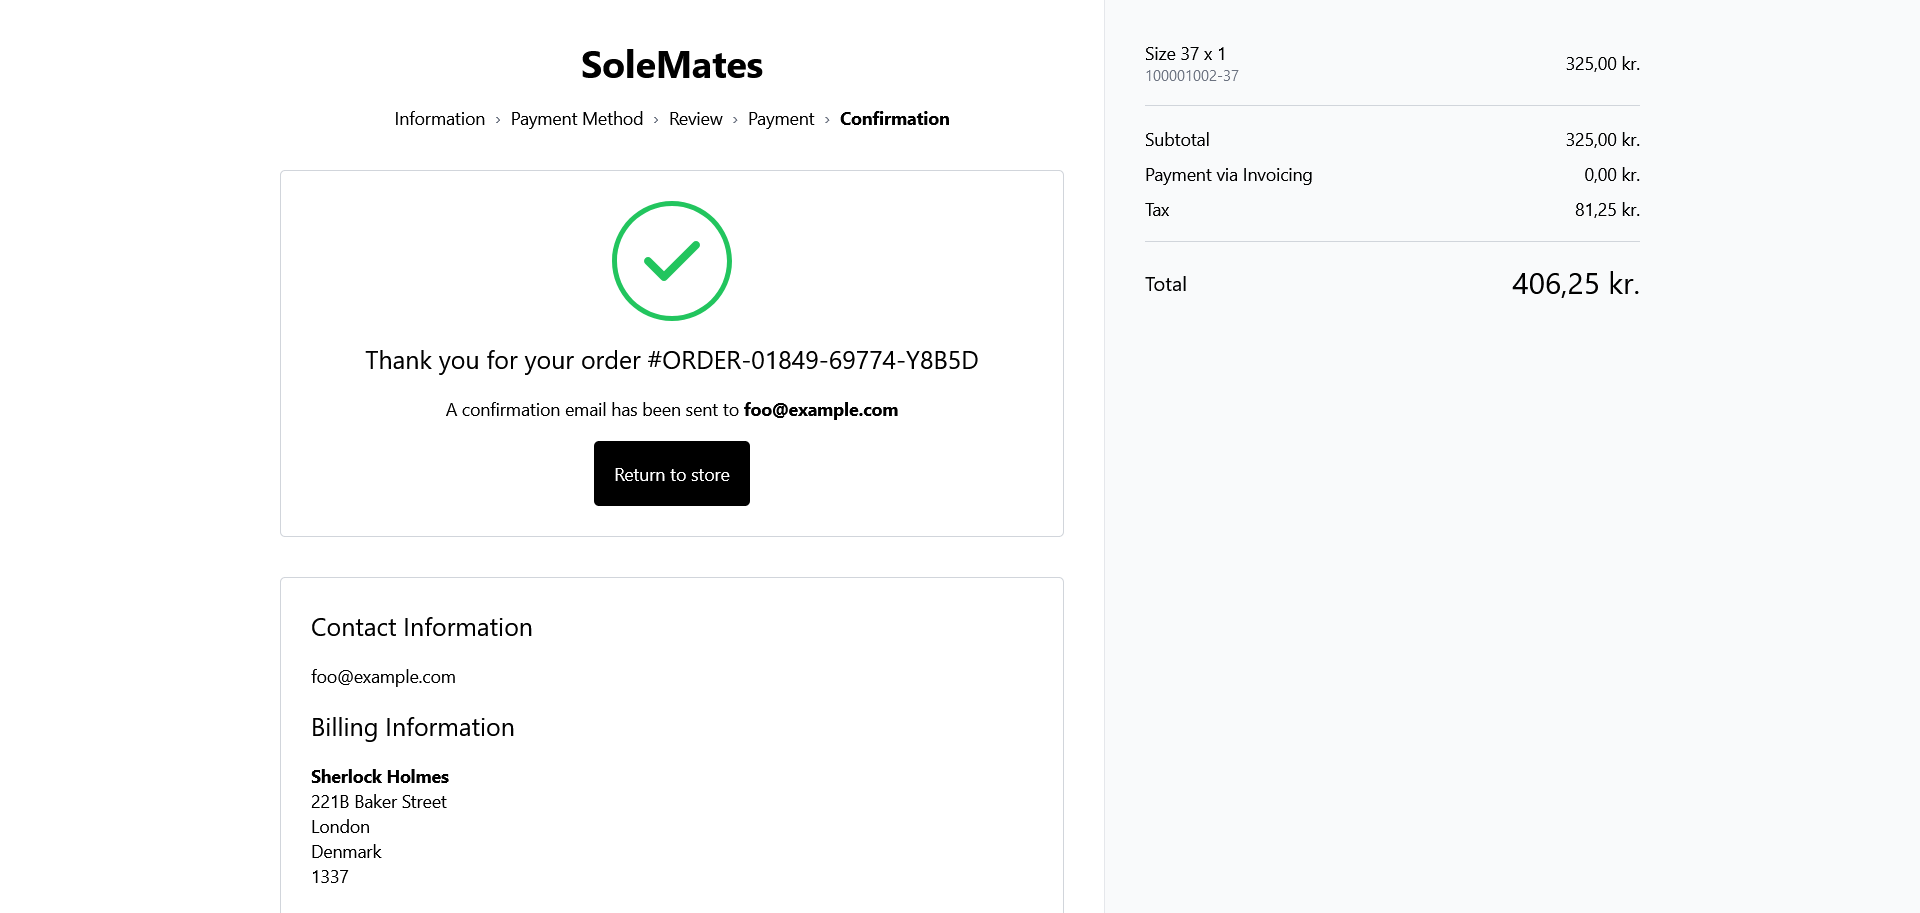 SoleMates
Information › Payment Method › Review › Payment › Confirmation
Thank you for your order #ORDER-01849-69774-Y8B5D
A confirmation email has been sent to foo@example.com
Return to store
Contact Information
foo@example.com
Billing Information
Sherlock Holmes
221B Baker Street
London
Denmark
1337
Size 37 x 1 325,00 kr.
100001002-37
Subtotal 325,00 kr.
Payment via Invoicing 0,00 kr.
Tax 81,25 kr.
Total 406,25 kr.